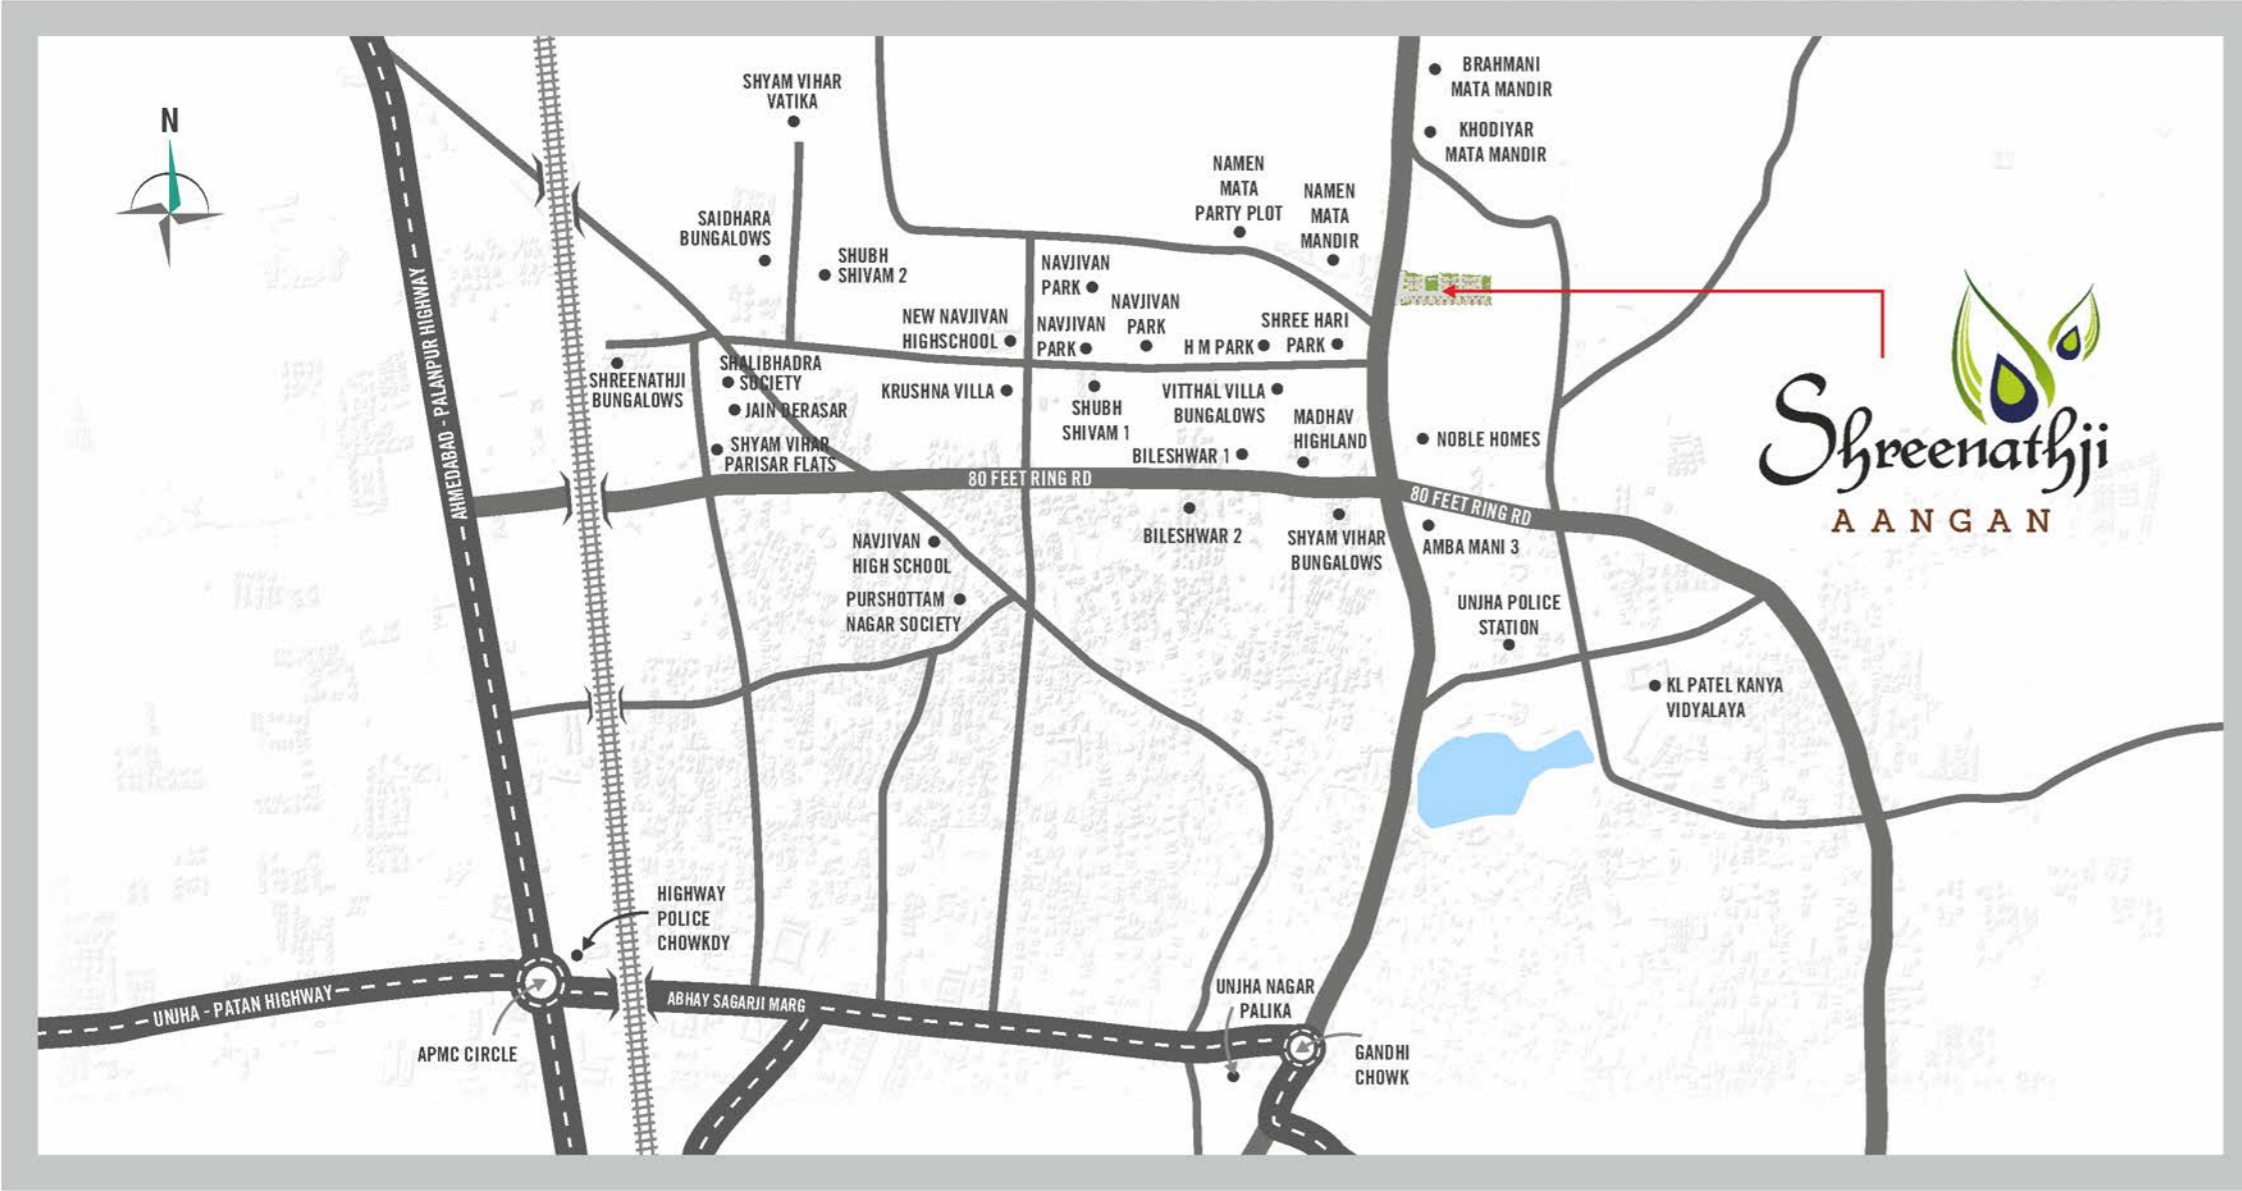 N
SHYAM VIHAR
VATIKA
BRAHMANI
MATA MANDIR
KHODIYAR
MATA MANDIR
NAMEN
MATA
PARTY PLOT
NAMEN
MATA
MANDIR
SAIDHARA
BUNGALOWS
SHUBH
SHIVAM 2
NAVJIVAN
PARK
NAVJIVAN
PARK
NEW NAVJIVAN
HIGHSCHOOL
NAVJIVAN
PARK
H M PARK
SHREE HARI
PARK
SHREENATHJI
BUNGALOWS
SHALIBHADRA
SOCIETY
JAIN DERASAR
KRUSHNA VILLA
SHUBH
SHIVAM 1
VITTHAL VILLA
BUNGALOWS
MADHAV
HIGHLAND
BILESHWAR 1
NOBLE HOMES
SHYAM VIHAR
PARISAR FLATS
AHMEDABAD - PALANPUR HIGHWAY
80 FEET RING RD
80 FEET RING RD
Shreenathji
AANGAN
NAVJIVAN
HIGH SCHOOL
BILESHWAR 2
SHYAM VIHAR
BUNGALOWS
AMBA MANI 3
PURSHOTTAM
NAGAR SOCIETY
UNJHA POLICE
STATION
KL PATEL KANYA
VIDYALAYA
HIGHWAY
POLICE
CHOWKDY
UNJHA - PATAN HIGHWAY
ABHAY SAGARJI MARG
UNJHA NAGAR
PALIKA
APMC CIRCLE
GANDHI
CHOWK